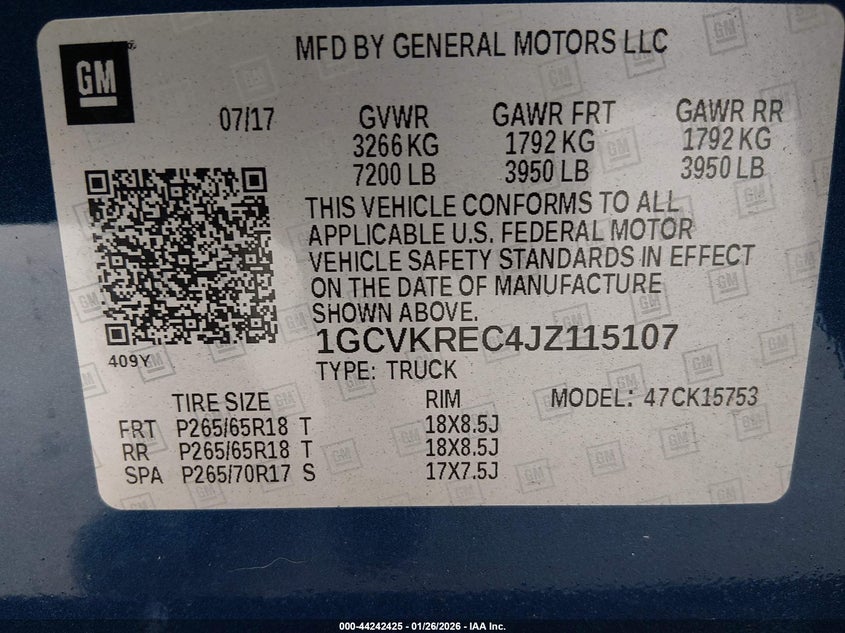 MFD BY GENERAL MOTORS LLC
GM
07/17 GVWR GAWR FRT GAWR RR
3266 KG 1792 KG 1792 KG
7200 LB 3950 LB 3950 LB
THIS VEHICLE CONFORMS TO ALL
APPLICABLE U.S. FEDERAL MOTOR
VEHICLE SAFETY STANDARDS IN EFFECT
ON THE DATE OF MANUFACTURE
SHOWN ABOVE.
1GCVKREC4JZ115107
409Y
TYPE: TRUCK
TIRE SIZE RIM MODEL: 47CK15753
FRT P265/65R18 T 18X8.5J
RR P265/65R18 T 18X8.5J
SPA P265/70R17 S 17X7.5J
000-44242425 - 01/26/2026 - IAA Inc.